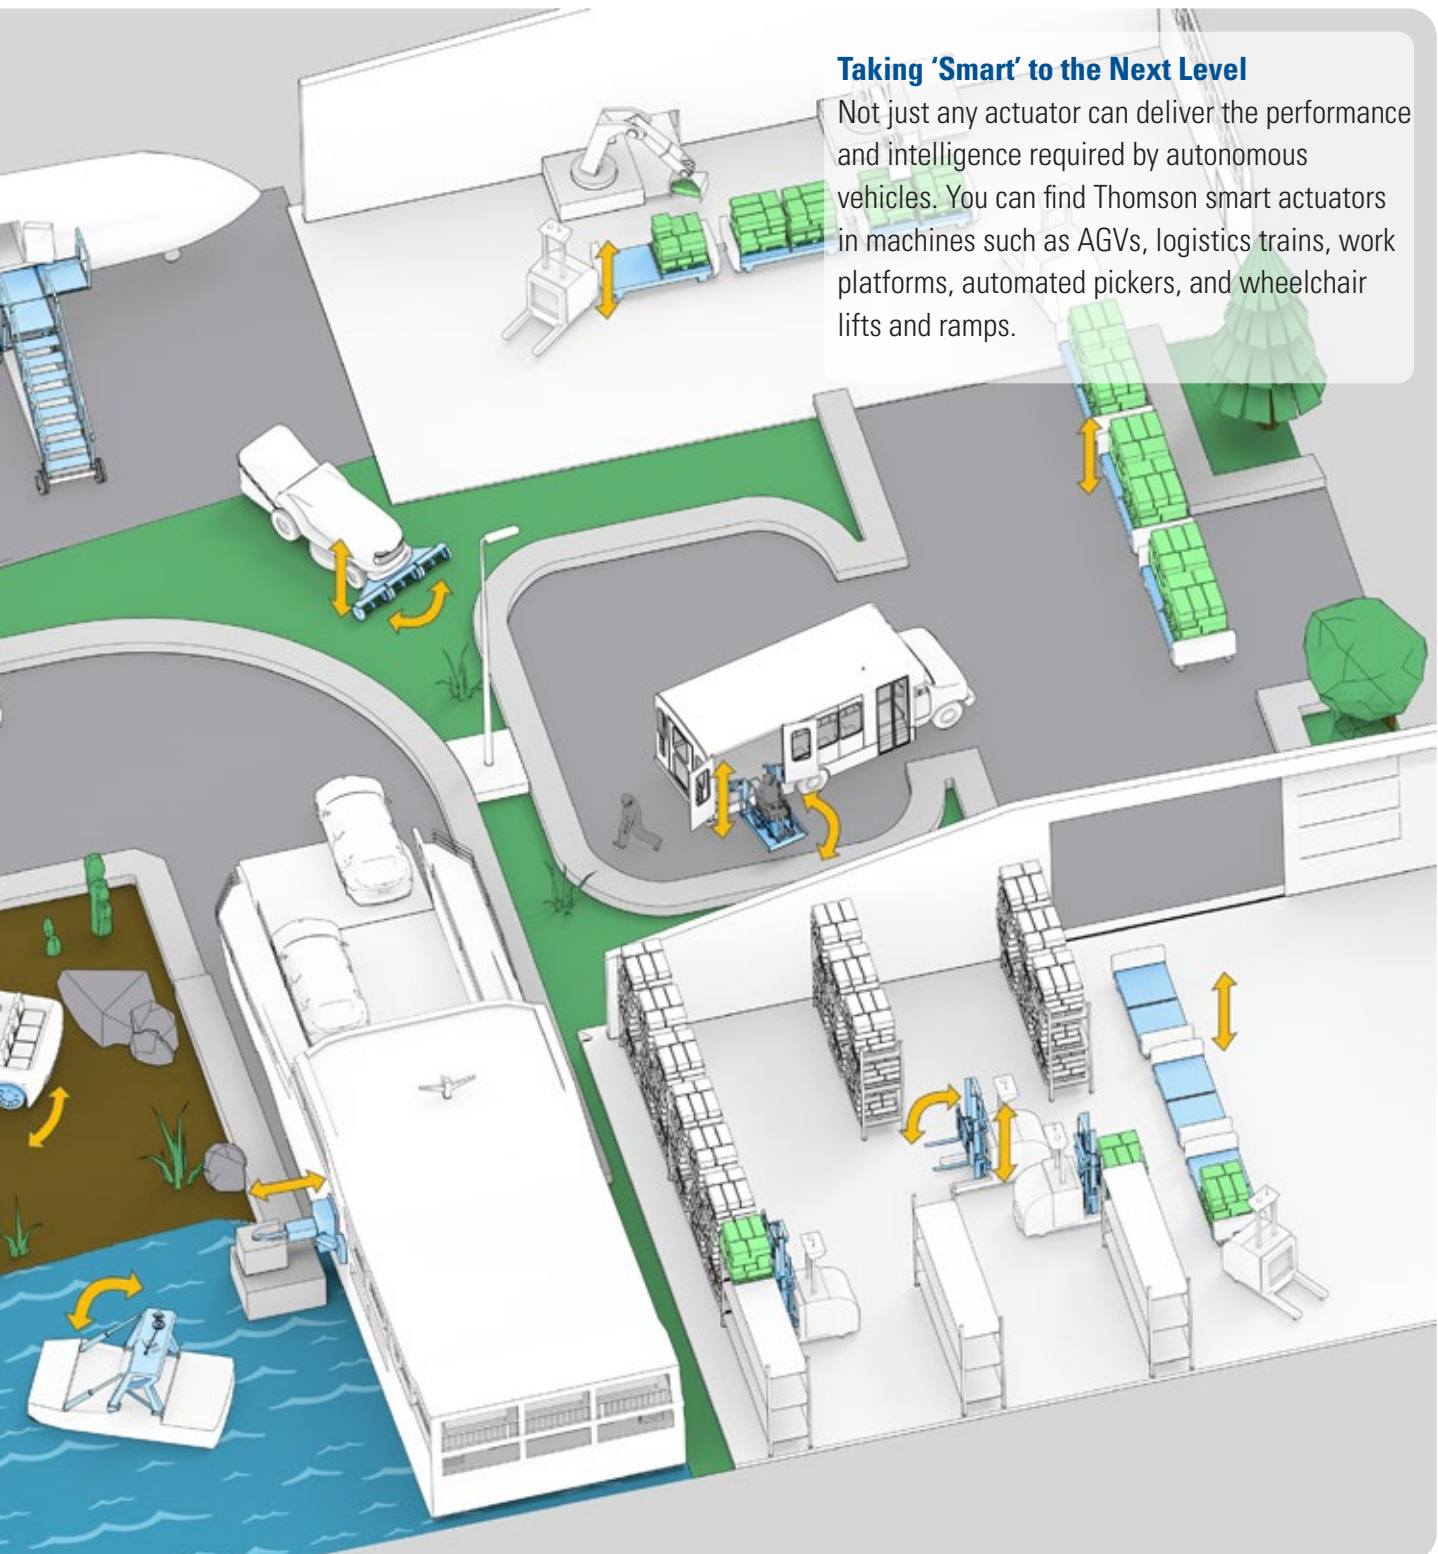 Taking ‘Smart’ to the Next Level
Not just any actuator can deliver the performance
and intelligence required by autonomous
vehicles. You can find Thomson smart actuators
in machines such as AGVs, logistics trains, work
platforms, automated pickers, and wheelchair
lifts and ramps.